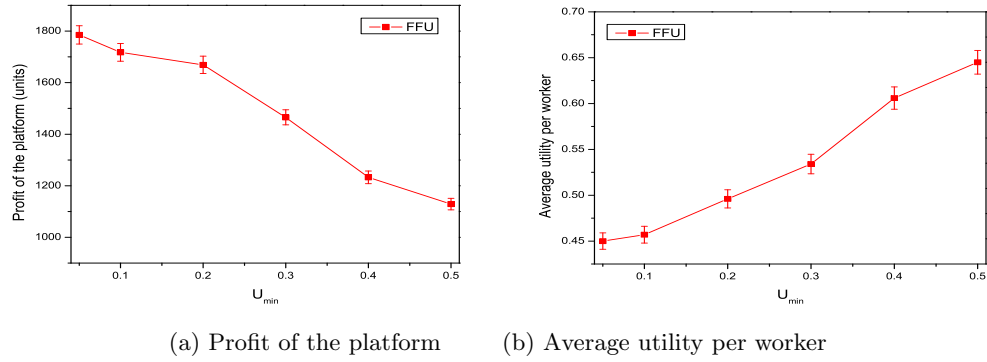 FFU
1800
1600
1400
1200
1000
Profit of the platform (units)
0.1 0.2 0.3 0.4 0.5
U_min
FFU
0.70
0.65
0.60
0.55
0.50
0.45
Average utility per worker
0.1 0.2 0.3 0.4 0.5
U_min
(a) Profit of the platform (b) Average utility per worker